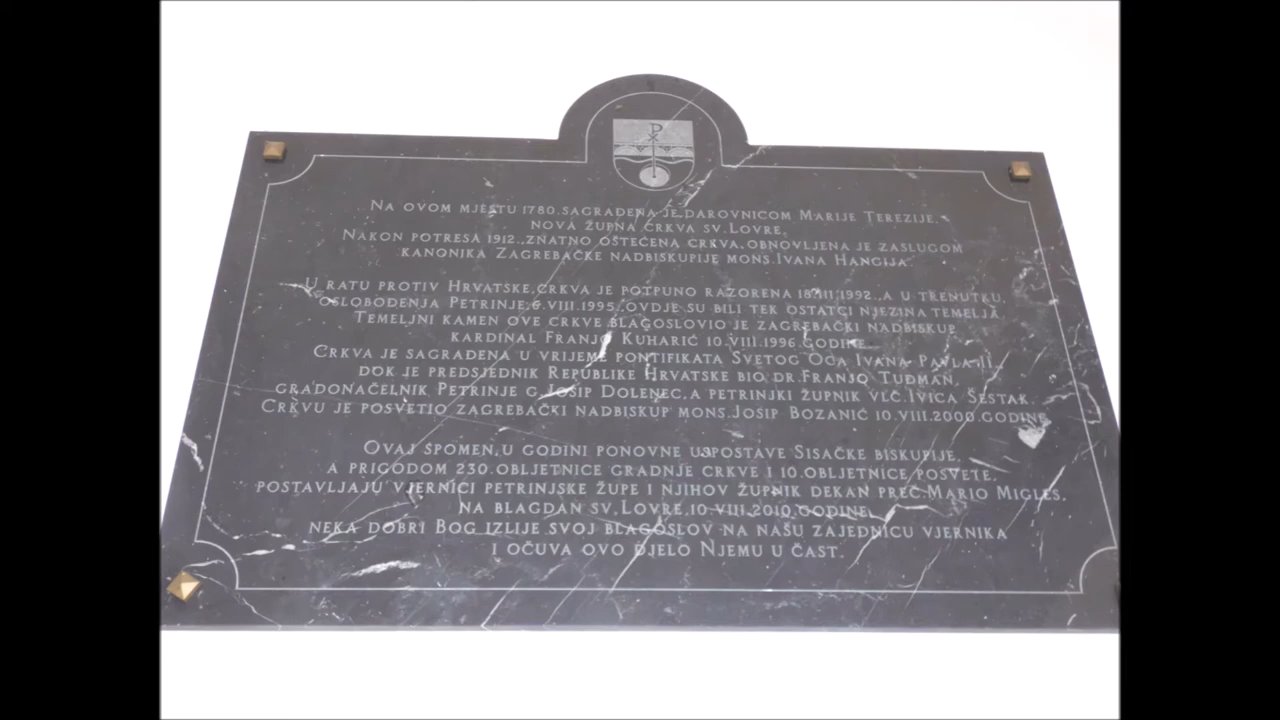 Na ovom mjestu 1780. sagrađena je darovnicom Marije Terezije,
nova župna crkva sv. Lovre.
Nakon potresa 1912., znatno oštećena crkva, obnovljena je zaslugom
kanonika Zagrebačke nadbiskupije mons. Ivana Hangija.
U ratu protiv Hrvatske, crkva je potpuno razorena 18.III.1992., a u trenutku
oslobođenja Petrinje, 6.VIII.1995., ovdje su bili tek ostatci njezina temelja.
Temeljni kamen ove crkve blagoslovio je zagrebački nadbiskup
kardinal Franjo Kuharić 10.VIII.1996. godine.
Crkva je sagrađena u vrijeme pontifikata Svetog Oca Ivana Pavla II.
dok je predsjednik Republike Hrvatske bio dr. Franjo Tuđman,
gradonačelnik Petrinje g. Josip Dolenec, a petrinjki župnik vlč. Ivica Šestak.
Crkvu je posvetio zagrebački nadbiskup mons. Josip Bozanić 10.VIII.2000. godine.
Ovaj spomen, u godini ponovne uspostave Sisačke biskupije,
a prigodom 230. obljetnice gradnje crkve i 10. obljetnice posvete,
postavljaju vjernici petrinjske župe i njihov župnik dekan preč. Mario Migles,
na blagdan sv. Lovre, 10.VIII.2010. godine.
Neka dobri Bog izlije svoj blagoslov na našu zajednicu vjernika
i očuva ovo djelo Njemu u čast.